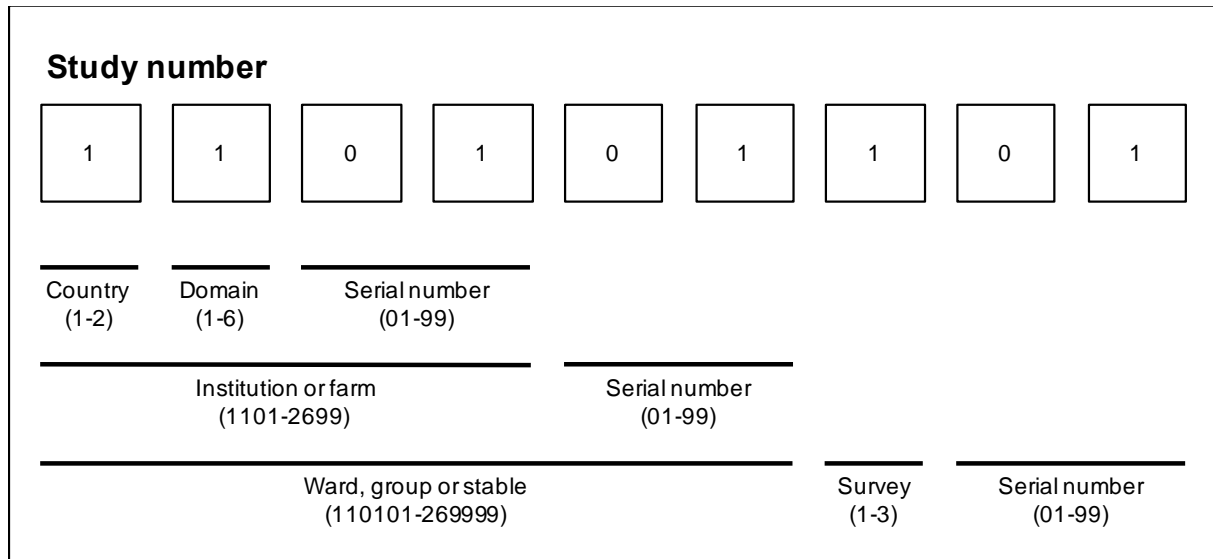 Study number
1 1 0 1 0 1 1 0 1
Country Domain Serial number
(1-2) (1-6) (01-99)
Institution or farm Serial number
(1101-2699) (01-99)
Ward, group or stable Survey Serial number
(110101-269999) (1-3) (01-99)